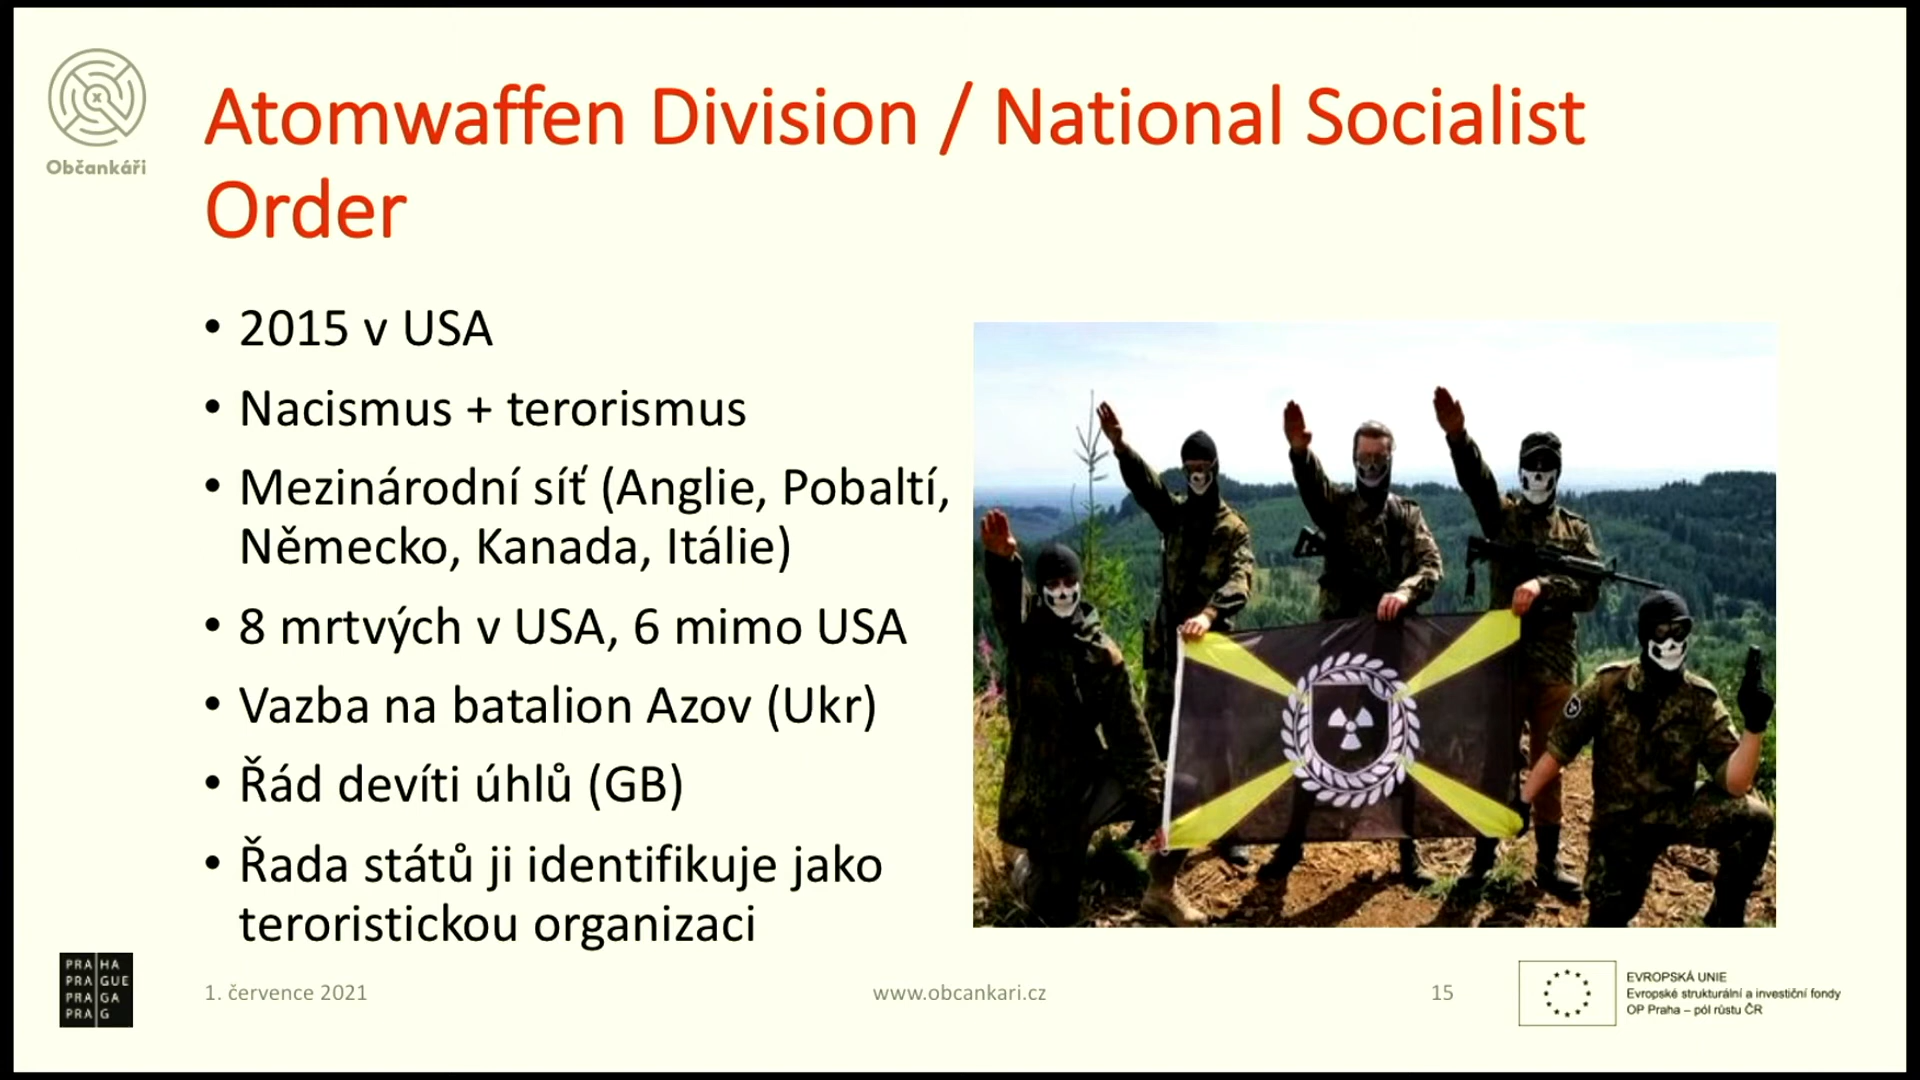 Občankáři
Atomwaffen Division / National Socialist
Order
• 2015 v USA
• Nacismus + terorismus
• Mezinárodní síť (Anglie, Pobaltí,
Německo, Kanada, Itálie)
• 8 mrtvých v USA, 6 mimo USA
• Vazba na batalion Azov (Ukr)
• Řád devíti úhlů (GB)
• Řada států ji identifikuje jako
teroristickou organizaci
PRA HA
PRA GUE
PRA GA
PRA G
1. července 2021
www.obcankari.cz
15
EVROPSKÁ UNIE
Evropské strukturální a investiční fondy
OP Praha – pól růstu ČR